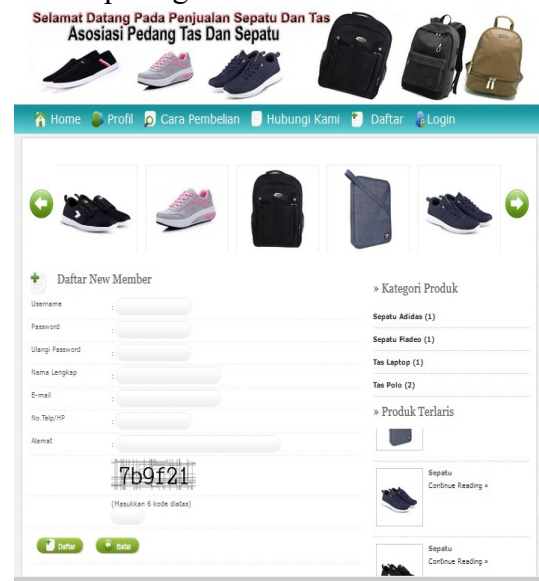 Selamat Datang Pada Penjualan Sepatu Dan Tas
Asosiasi Pedang Tas Dan Sepatu
Home Profil Cara Pembelian Hubungi Kami Daftar Login
Daftar New Member
Username :
Password :
Ulangi Password :
Nama Lengkap :
E-mail :
No.Telp/HP :
Alamat :
7b9f21
(Masukkan 6 kode diatas)
Daftar Batal
» Kategori Produk
Sepatu Adidas (1)
Sepatu Fladeo (1)
Tas Laptop (1)
Tas Polo (2)
» Produk Terlaris
Sepatu
Continue Reading »
Sepatu
Continue Reading »